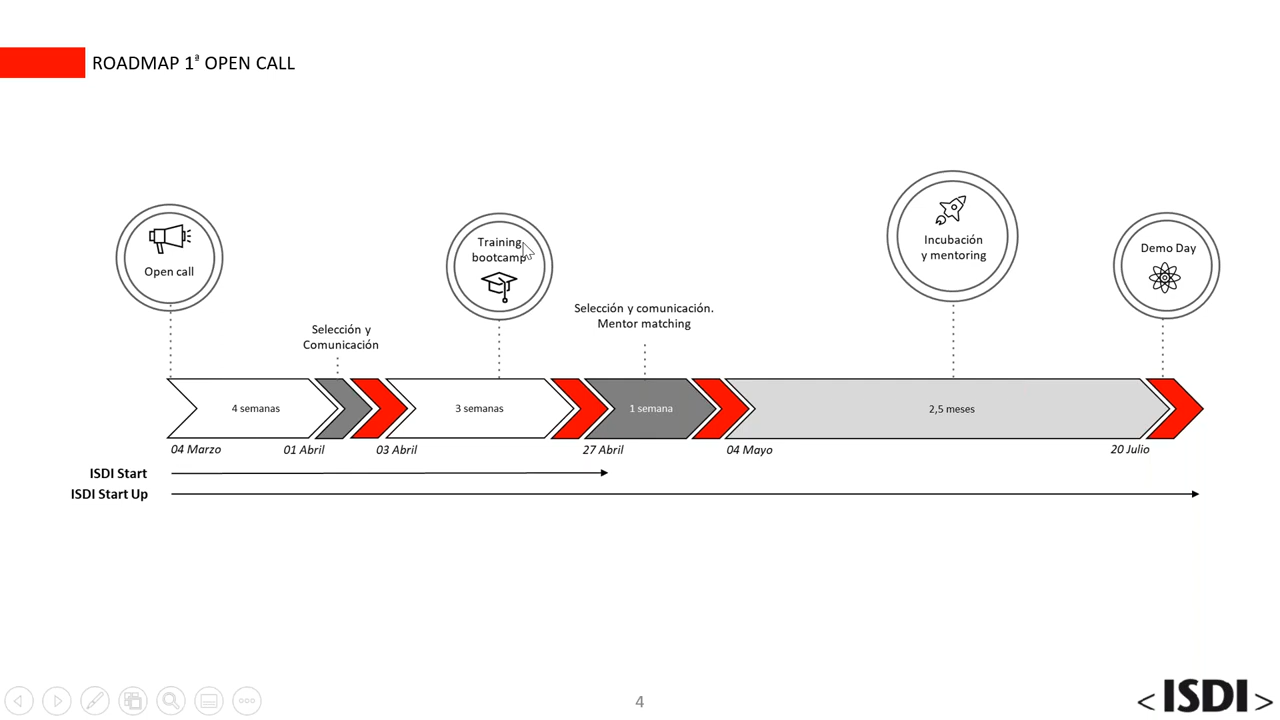 ROADMAP 1ª OPEN CALL
Open call
Training
bootcamp
Incubación
y mentoring
Demo Day
Selección y
Comunicación
Selección y comunicación.
Mentor matching
4 semanas
3 semanas
1 semana
2,5 meses
04 Marzo
01 Abril
03 Abril
27 Abril
04 Mayo
20 Julio
ISDI Start
ISDI Start Up
4
<ISDI>